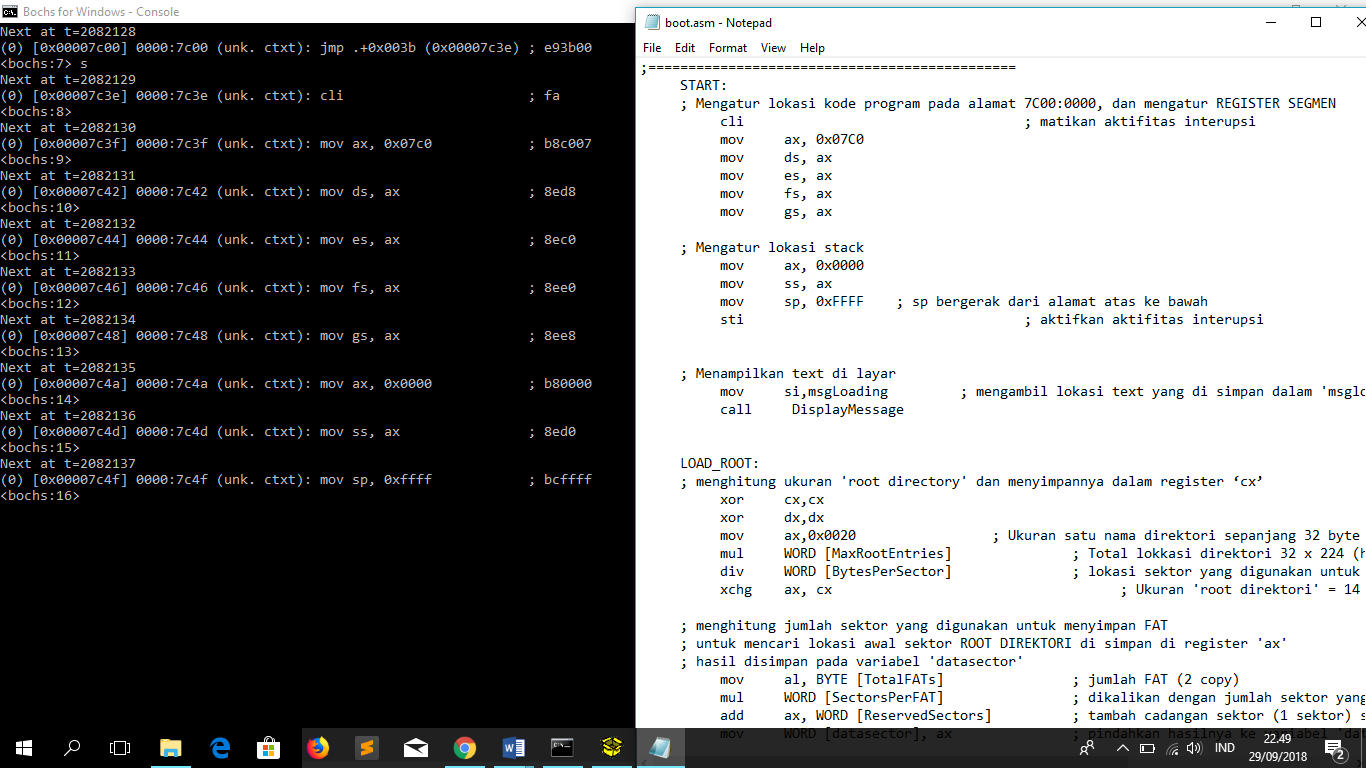 Bochs for Windows - Console
Next at t=2082128
(0) [0x00007c00] 0000:7c00 (unk. ctxt): jmp .+0x003b (0x00007c3e) ; e93b00
<bochs:7> s
Next at t=2082129
(0) [0x00007c3e] 0000:7c3e (unk. ctxt): cli ; fa
<bochs:8>
Next at t=2082130
(0) [0x00007c3f] 0000:7c3f (unk. ctxt): mov ax, 0x07c0 ; b8c007
<bochs:9>
Next at t=2082131
(0) [0x00007c42] 0000:7c42 (unk. ctxt): mov ds, ax ; 8ed8
<bochs:10>
Next at t=2082132
(0) [0x00007c44] 0000:7c44 (unk. ctxt): mov es, ax ; 8ec0
<bochs:11>
Next at t=2082133
(0) [0x00007c46] 0000:7c46 (unk. ctxt): mov fs, ax ; 8ee0
<bochs:12>
Next at t=2082134
(0) [0x00007c48] 0000:7c48 (unk. ctxt): mov gs, ax ; 8ee8
<bochs:13>
Next at t=2082135
(0) [0x00007c4a] 0000:7c4a (unk. ctxt): mov ax, 0x0000 ; b80000
<bochs:14>
Next at t=2082136
(0) [0x00007c4d] 0000:7c4d (unk. ctxt): mov ss, ax ; 8ed0
<bochs:15>
Next at t=2082137
(0) [0x00007c4f] 0000:7c4f (unk. ctxt): mov sp, 0xffff ; bcffff
<bochs:16>
boot.asm - Notepad
File Edit Format View Help
;==============================================
START:
; Mengatur lokasi kode program pada alamat 7C00:0000, dan mengatur REGISTER SEGMEN
cli ; matikan aktifitas interupsi
mov ax, 0x07C0
mov ds, ax
mov es, ax
mov fs, ax
mov gs, ax
; Mengatur lokasi stack
mov ax, 0x0000
mov ss, ax
mov sp, 0xFFFF ; sp bergerak dari alamat atas ke bawah
sti ; aktifkan aktifitas interupsi
; Menampilkan text di layar
mov si,msgLoading ; mengambil lokasi text yang di simpan dalam 'msglo
call DisplayMessage
LOAD_ROOT:
; menghitung ukuran 'root directory' dan menyimpannya dalam register ‘cx’
xor cx,cx
xor dx,dx
mov ax,0x0020 ; Ukuran satu nama direktori sepanjang 32 byte
mul WORD [MaxRootEntries] ; Total lokkasi direktori 32 x 224 (h
div WORD [BytesPerSector] ; lokasi sektor yang digunakan untuk
xchg ax, cx ; Ukuran 'root direktori' = 14
; menghitung jumlah sektor yang digunakan untuk menyimpan FAT
; untuk mencari lokasi awal sektor ROOT DIREKTORI di simpan di register 'ax'
; hasil disimpan pada variabel 'datasector'
mov al, BYTE [TotalFATs] ; jumlah FAT (2 copy)
mul WORD [SectorsPerFAT] ; dikalikan dengan jumlah sektor yang
add ax, WORD [ReservedSectors] ; tambah cadangan sektor (1 sektor) s
mov WORD [datasector], ax ; pindahkan hasilnya ke variabel 'dat
IND
22.49
29/09/2018
2